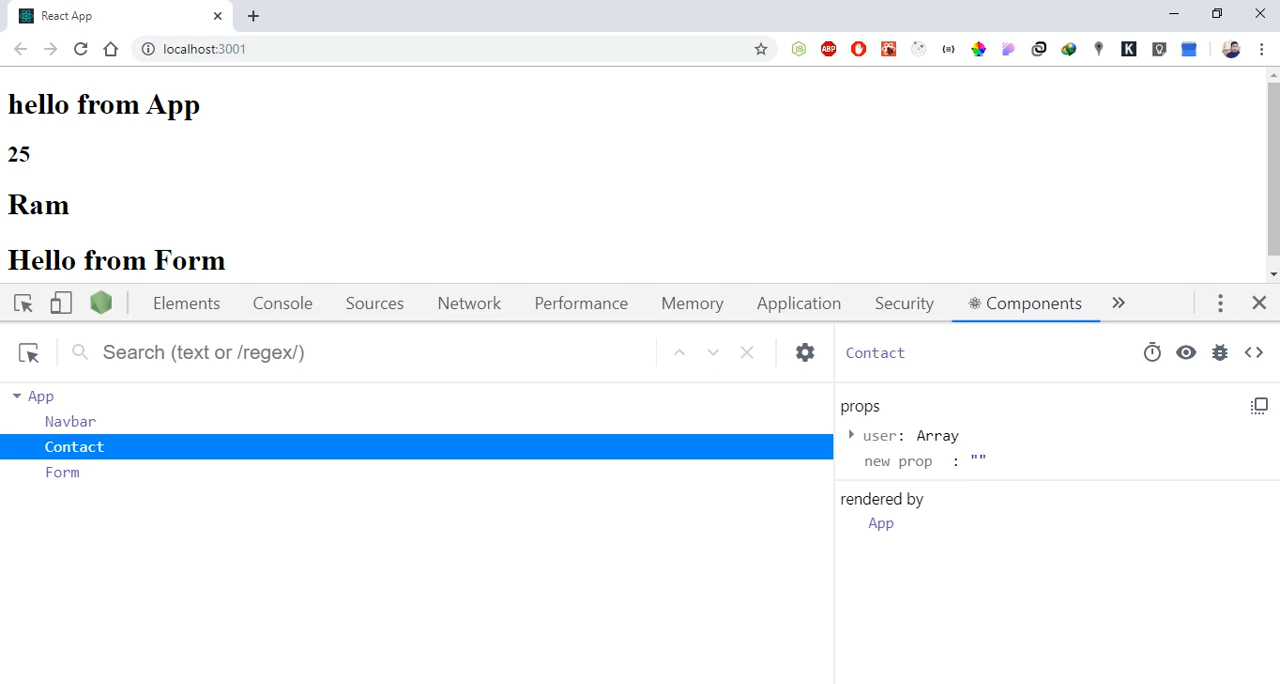 React App
localhost:3001
ABP
{≡}
K
hello from App
25
Ram
Hello from Form
Elements Console Sources Network Performance Memory Application Security Components
Search (text or /regex/)
Contact
App
Navbar
Contact
Form
props
user: Array
new prop : ""
rendered by
App